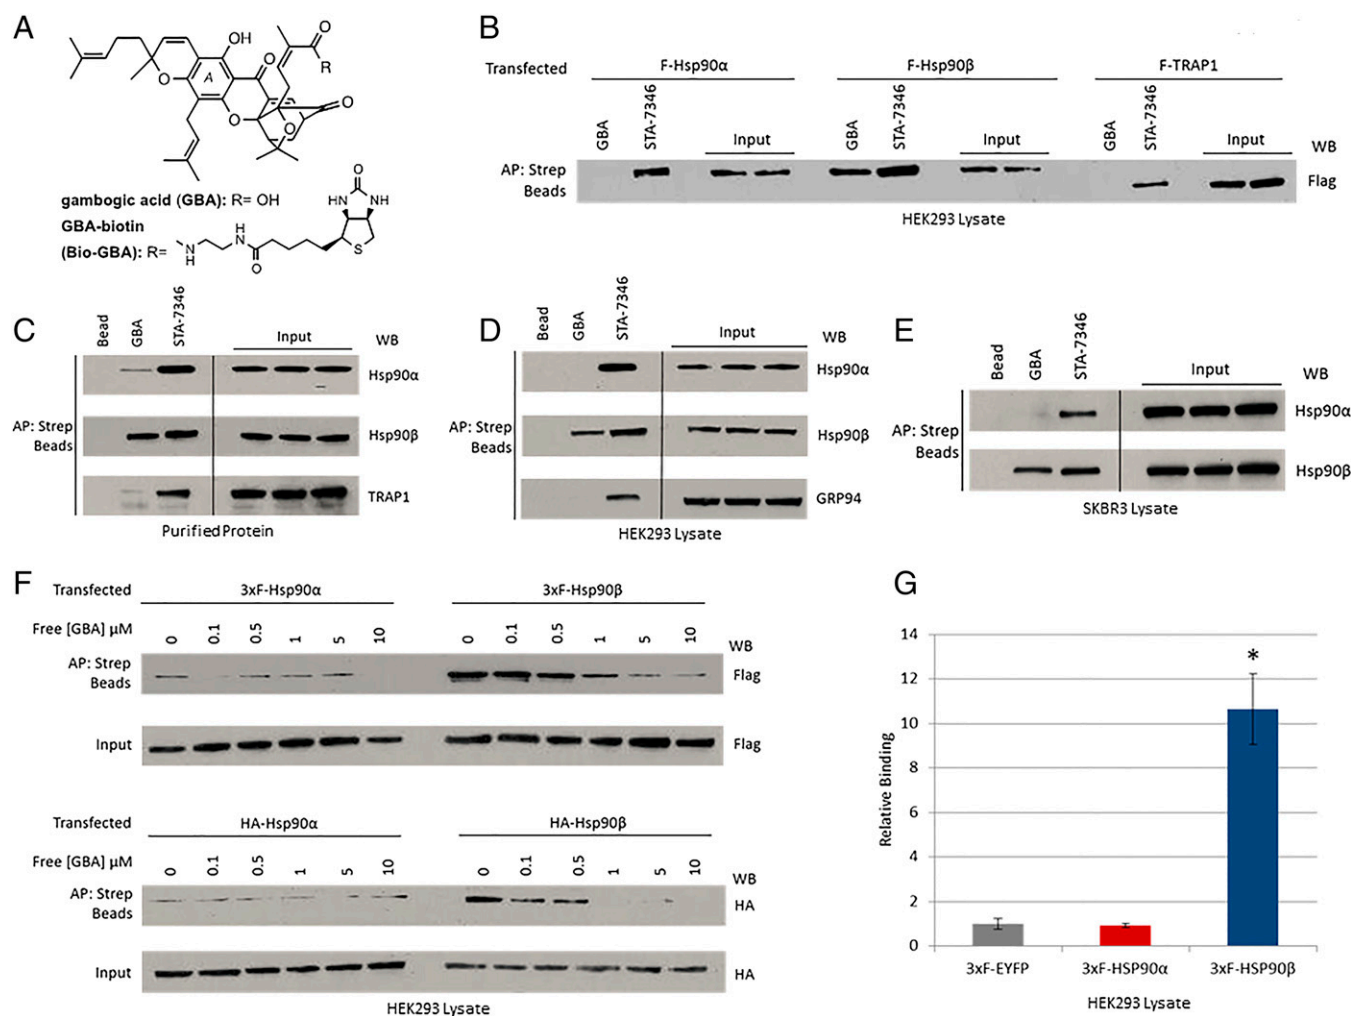 A
OH
O
O
R
A
O
O
O
O
gambogic acid (GBA): R= OH
GBA-biotin
(Bio-GBA): R=
N
H
H
N
O
O
HN
NH
S
B
Transfected
F-Hsp90α
F-Hsp90β
F-TRAP1
GBA
STA-7346
Input
GBA
STA-7346
Input
GBA
STA-7346
Input
WB
AP: Strep
Beads
Flag
HEK293 Lysate
C
Bead
GBA
STA-7346
Input
WB
Hsp90α
AP: Strep
Beads
Hsp90β
TRAP1
Purified Protein
D
Bead
GBA
STA-7346
Input
WB
Hsp90α
AP: Strep
Beads
Hsp90β
GRP94
HEK293 Lysate
E
Bead
GBA
STA-7346
Input
WB
Hsp90α
AP: Strep
Beads
Hsp90β
SKBR3 Lysate
F
Transfected
3xF-Hsp90α
3xF-Hsp90β
Free [GBA] μM
0 0.1 0.5 1 5 10
0 0.1 0.5 1 5 10
WB
AP: Strep
Beads
Flag
Input
Flag
Transfected
HA-Hsp90α
HA-Hsp90β
Free [GBA] μM
0 0.1 0.5 1 5 10
0 0.1 0.5 1 5 10
WB
AP: Strep
Beads
HA
Input
HA
HEK293 Lysate
G
Relative Binding
14
12
10
8
6
4
2
0
*
3xF-EYFP
3xF-HSP90α
3xF-HSP90β
HEK293 Lysate